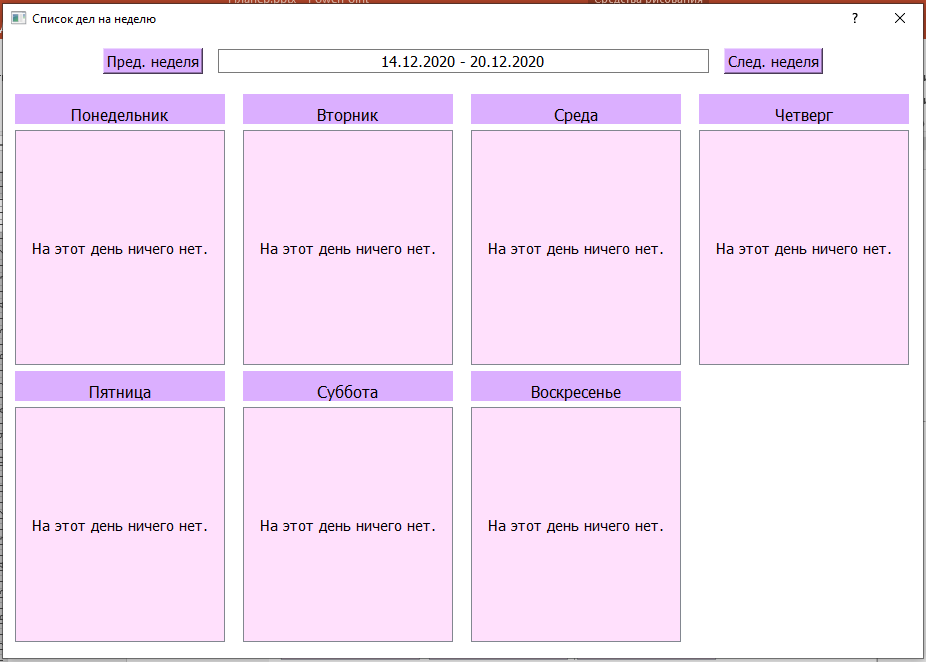 Список дел на неделю
?
Пред. неделя
14.12.2020 - 20.12.2020
След. неделя
Понедельник
Вторник
Среда
Четверг
На этот день ничего нет.
На этот день ничего нет.
На этот день ничего нет.
На этот день ничего нет.
Пятница
Суббота
Воскресенье
На этот день ничего нет.
На этот день ничего нет.
На этот день ничего нет.